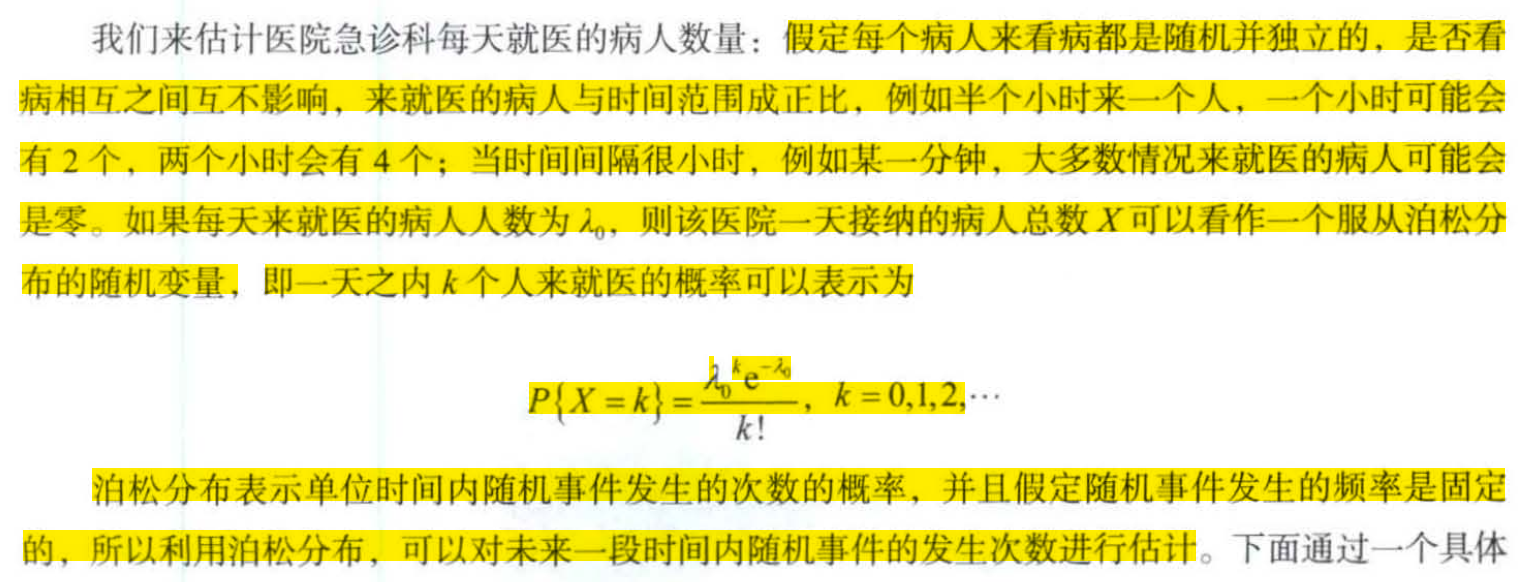 我们来估计医院急诊科每天就医的病人数量：假定每个病人来看病都是随机并独立的，是否看
病相互之间互不影响，来就医的病人与时间范围成正比，例如半个小时来一个人，一个小时可能会
有 2 个，两个小时会有 4 个；当时间间隔很小时，例如某一分钟，大多数情况来就医的病人可能会
是零。如果每天来就医的病人人数为 λ₀，则该医院一天接纳的病人总数 X 可以看作一个服从泊松分
布的随机变量，即一天之内 k 个人来就医的概率可以表示为
P{X = k} = λ₀ᵏ e^(-λ₀) / k!, k = 0,1,2,⋯
泊松分布表示单位时间内随机事件发生的次数的概率，并且假定随机事件发生的频率是固定
的，所以利用泊松分布，可以对未来一段时间内随机事件的发生次数进行估计。下面通过一个具体